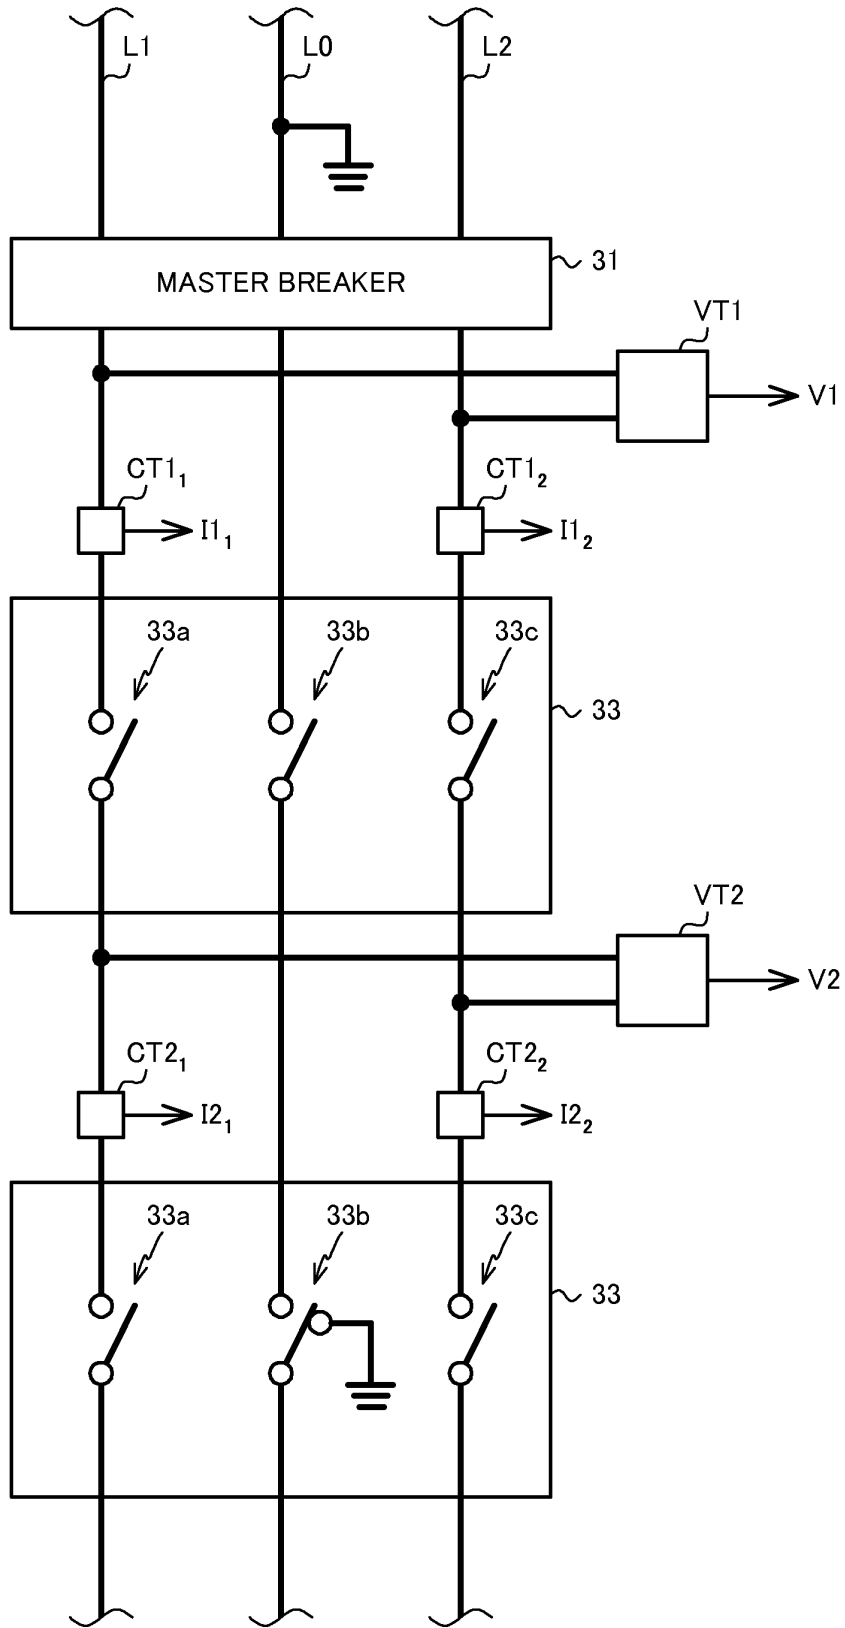 L1 L0 L2
MASTER BREAKER 31
VT1
V1
CT1₁ CT1₂
I1₁ I1₂
33a 33b 33c
33
VT2
V2
CT2₁ CT2₂
I2₁ I2₂
33a 33b 33c
33